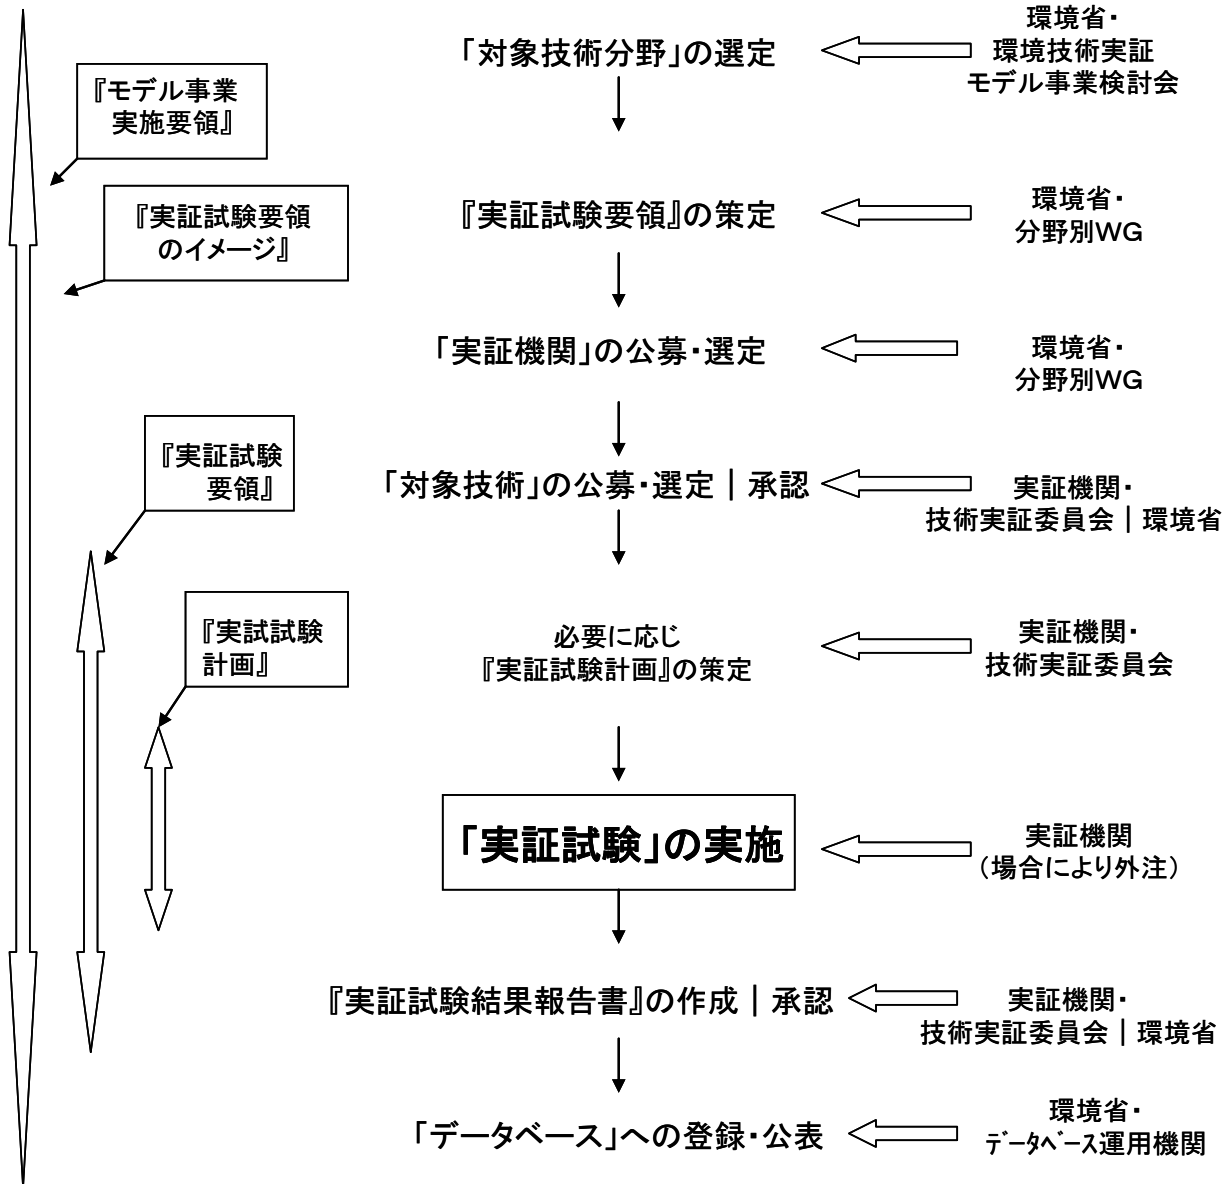 「対象技術分野」の選定
環境省・
環境技術実証
モデル事業検討会
『モデル事業
実施要領』
『実証試験要領
のイメージ』
『実証試験要領』の策定
環境省・
分野別WG
「実証機関」の公募・選定
環境省・
分野別WG
『実証試験
要領』
「対象技術」の公募・選定|承認
実証機関・
技術実証委員会|環境省
『実試試験
計画』
必要に応じ
『実証試験計画』の策定
実証機関・
技術実証委員会
「実証試験」の実施
実証機関
(場合により外注)
『実証試験結果報告書』の作成|承認
実証機関・
技術実証委員会|環境省
「データベース」への登録・公表
環境省・
データベース運用機関